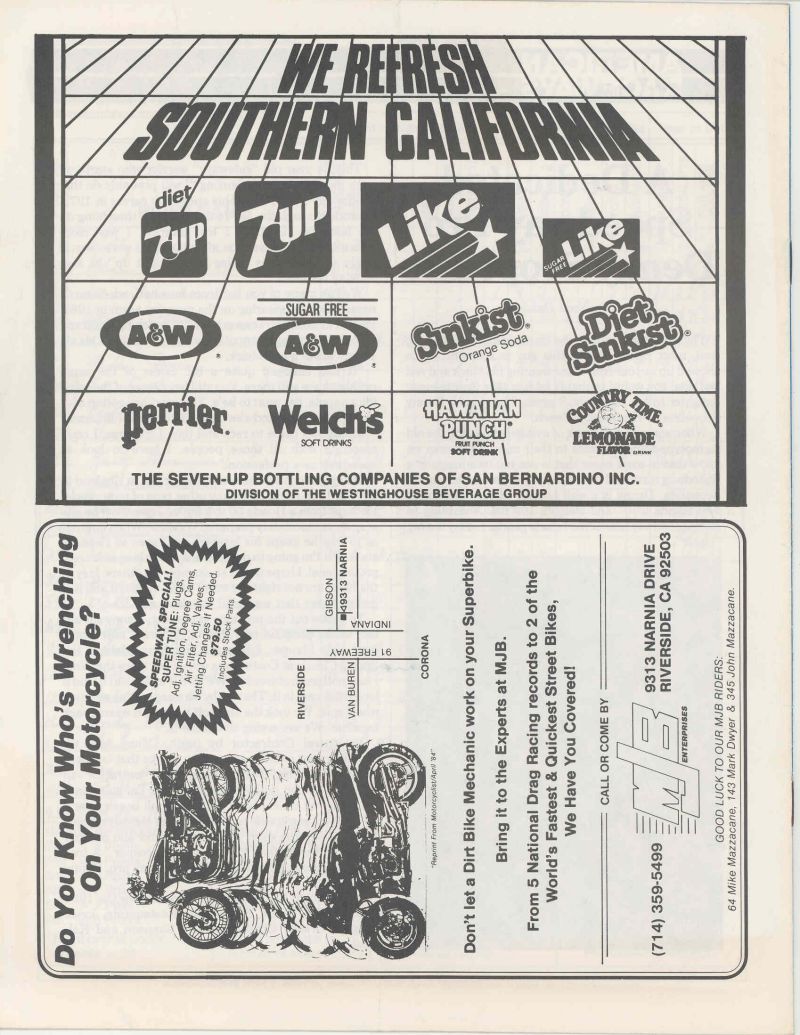 WE REFRESH
SOUTHERN CALIFORNIA
diet
7UP
7UP
Like
SUGAR FREE Like
A&W®
SUGAR FREE
A&W®
Sunkist®
Orange Soda
Diet
Sunkist®
perrier®
Welch's
SOFT DRINKS
HAWAIIAN
PUNCH®
FRUIT PUNCH
SOFT DRINK
COUNTRY TIME®
LEMONADE
FLAVOR DRINK
THE SEVEN-UP BOTTLING COMPANIES OF SAN BERNARDINO INC.
DIVISION OF THE WESTINGHOUSE BEVERAGE GROUP
Do You Know Who's Wrenching
On Your Motorcycle?
SPEEDWAY SPECIAL!
SUPER TUNE: Plugs,
Adj. Ignition, Degree Cams,
Air Filter, Adj. Valves,
Jetting Changes If Needed.
$79.50
Includes Stock Parts
RIVERSIDE
VAN BUREN
GIBSON
9313 NARNIA
INDIANA
91 FREEWAY
CORONA
"Reprint From Motorcyclist/April '84"
Don't let a Dirt Bike Mechanic work on your Superbike.
Bring it to the Experts at MJB.
From 5 National Drag Racing records to 2 of the
World's Fastest & Quickest Street Bikes,
We Have You Covered!
CALL OR COME BY
(714) 359-5499
MJB
ENTERPRISES
9313 NARNIA DRIVE
RIVERSIDE, CA 92503
GOOD LUCK TO OUR MJB RIDERS:
64 Mike Mazzacane, 143 Mark Dwyer & 345 John Mazzacane.